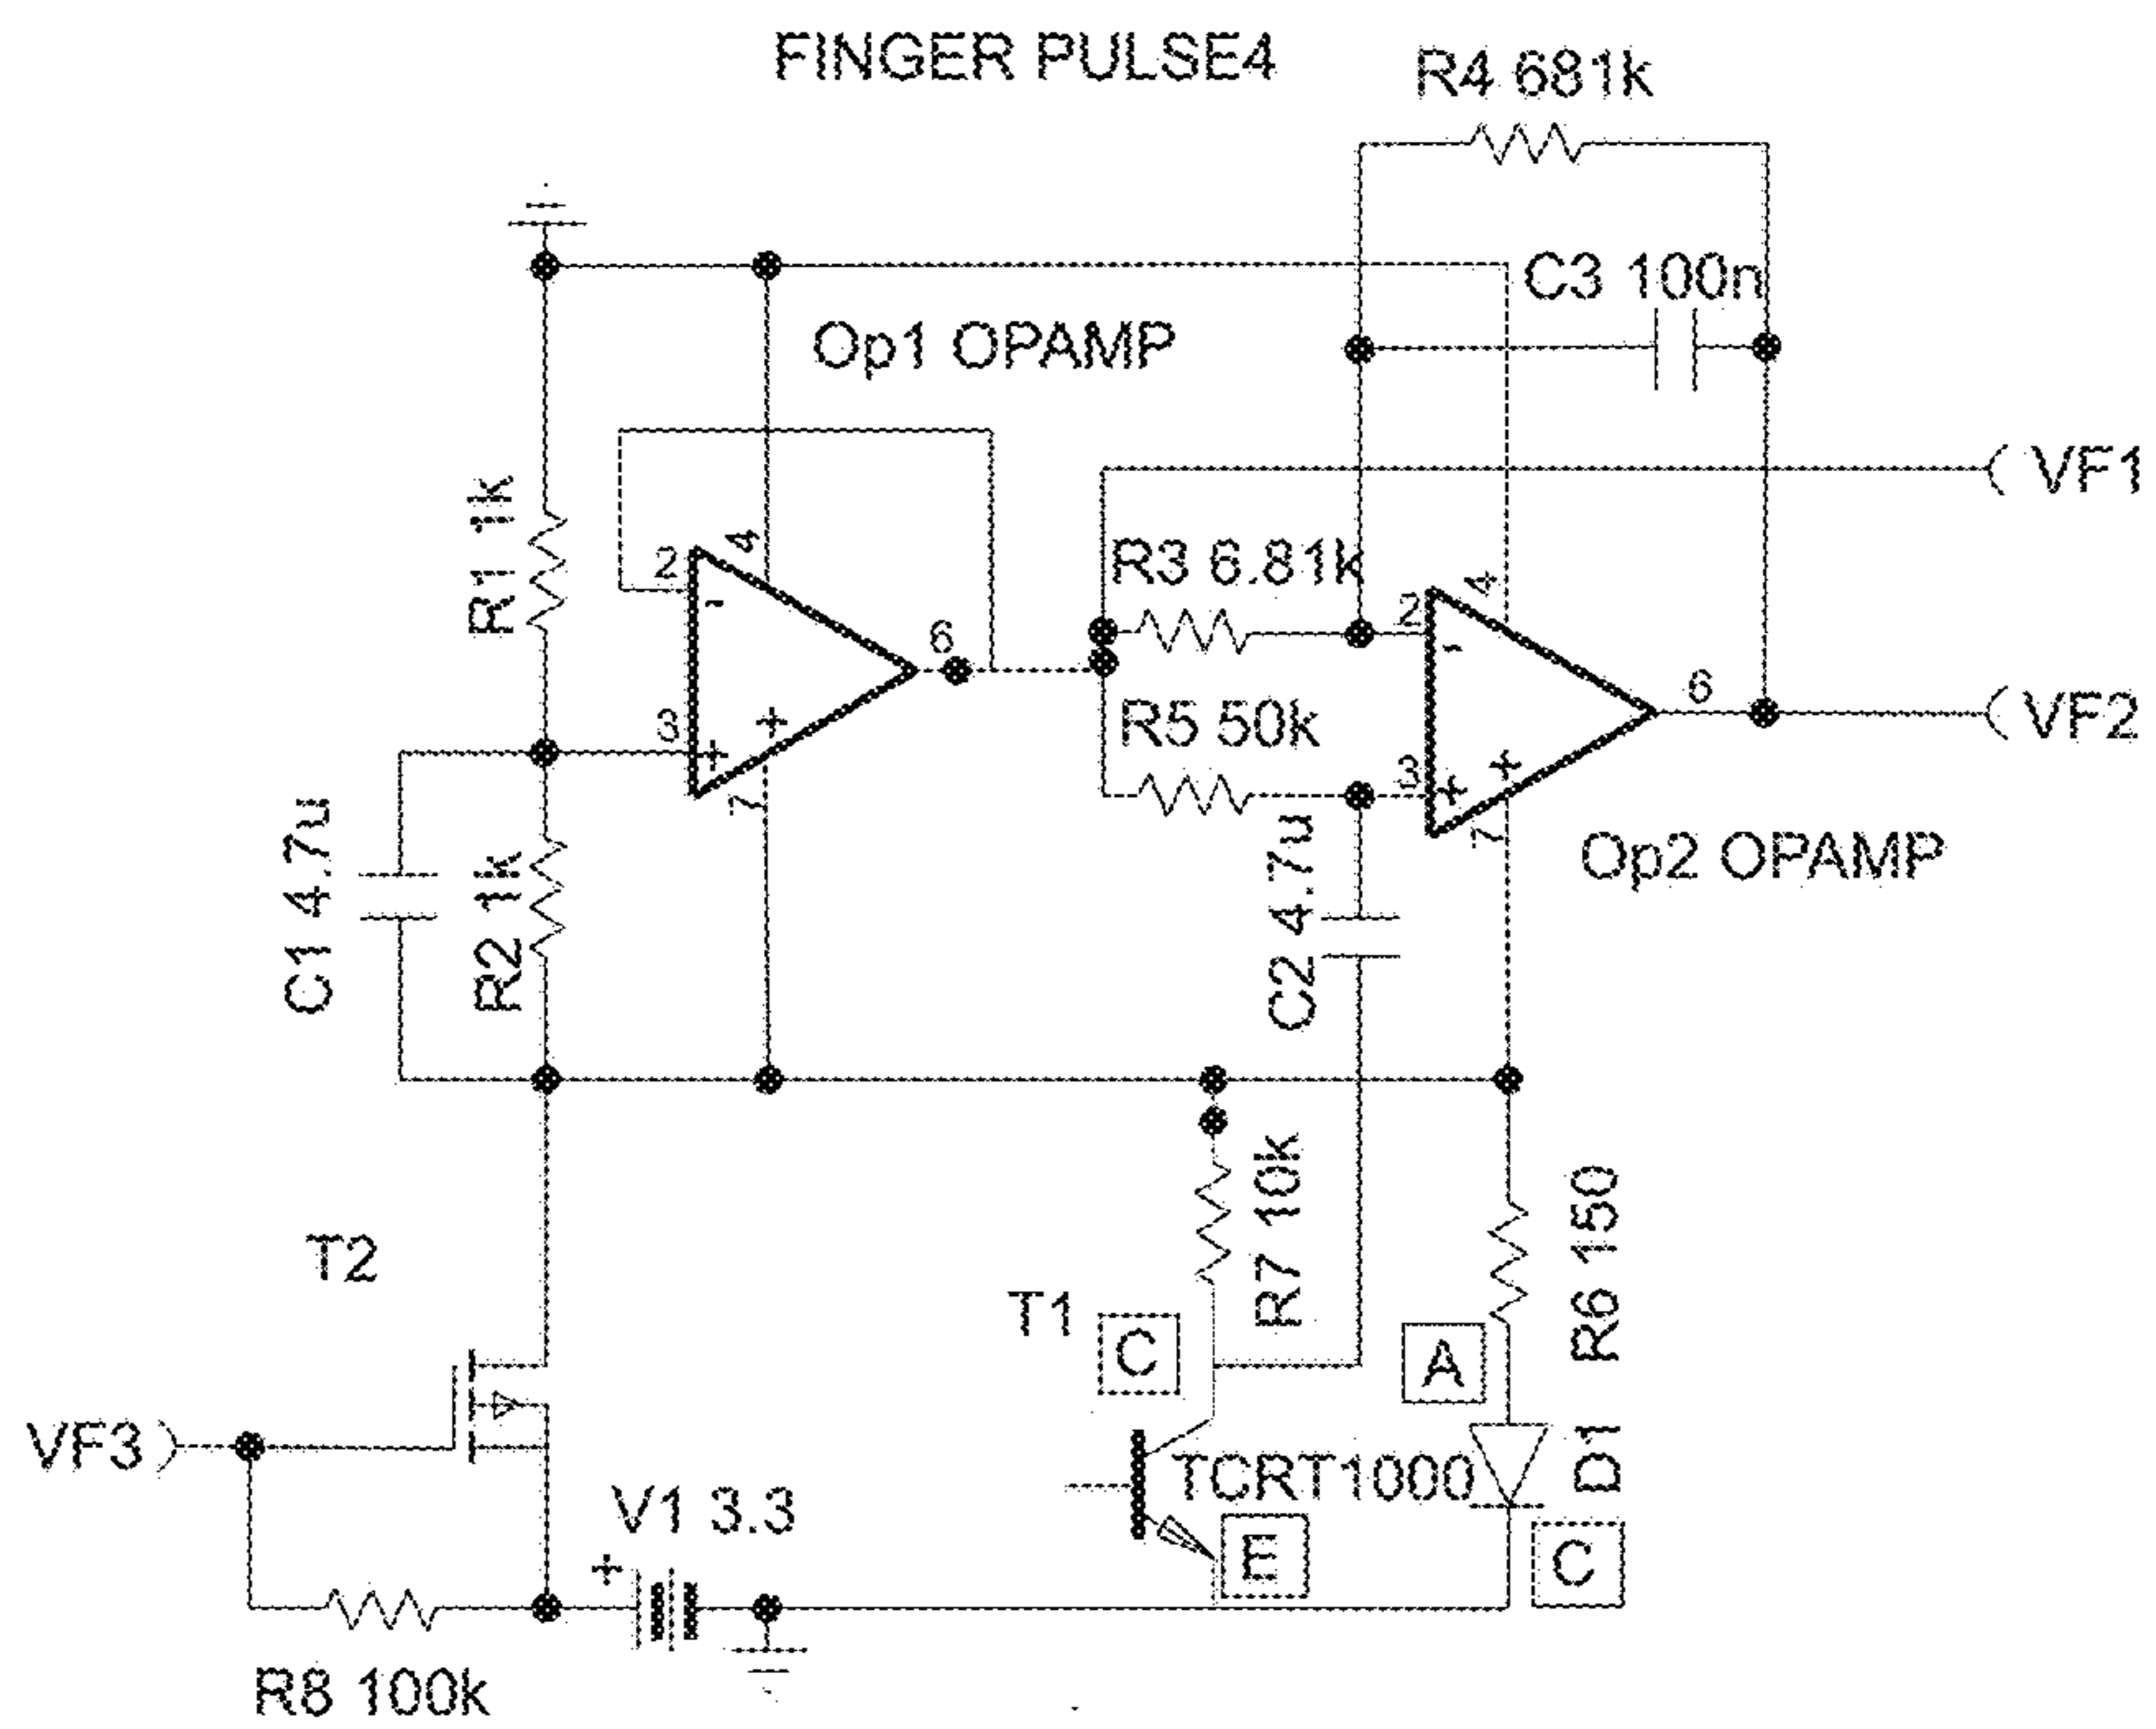 FINGER PULSE4
R4 681k
C3 100n
Op1 OPAMP
VF1
R1 1k
2
-
4
R3 6.81k
4
2
-
6
6
R5 50k
VF2
3
+
+
7
3
+
+
7
Op2 OPAMP
C1 4.7u
R2 1k
C2 4.7u
T2
R7 10k
R6 150
T1
C
A
VF3
TCRT1000
D1
V1 3.3
+
E
C
R8 100k